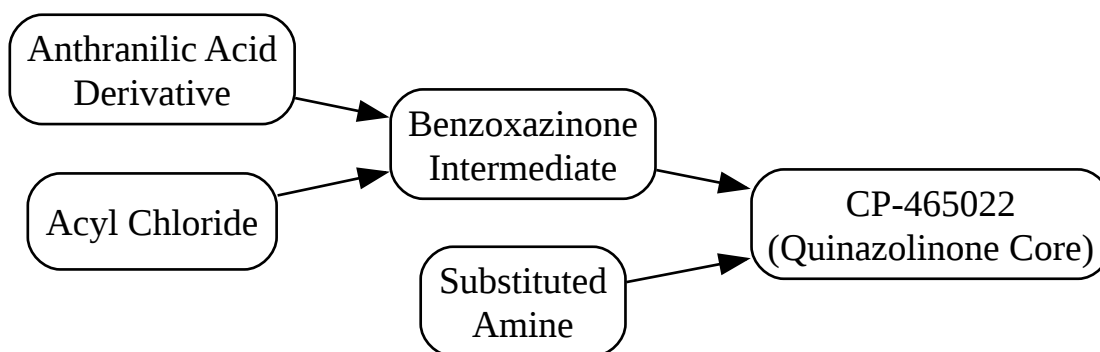 Anthranilic Acid
Derivative
Acyl Chloride
Benzoxazinone
Intermediate
Substituted
Amine
CP-465022
(Quinazolinone Core)